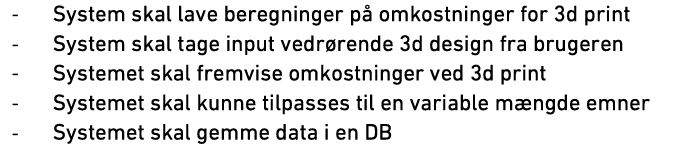 - System skal lave beregninger på omkostninger for 3d print
- System skal tage input vedrørende 3d design fra brugeren
- Systemet skal fremvise omkostninger ved 3d print
- Systemet skal kunne tilpasses til en variable mængde emner
- Systemet skal gemme data i en DB